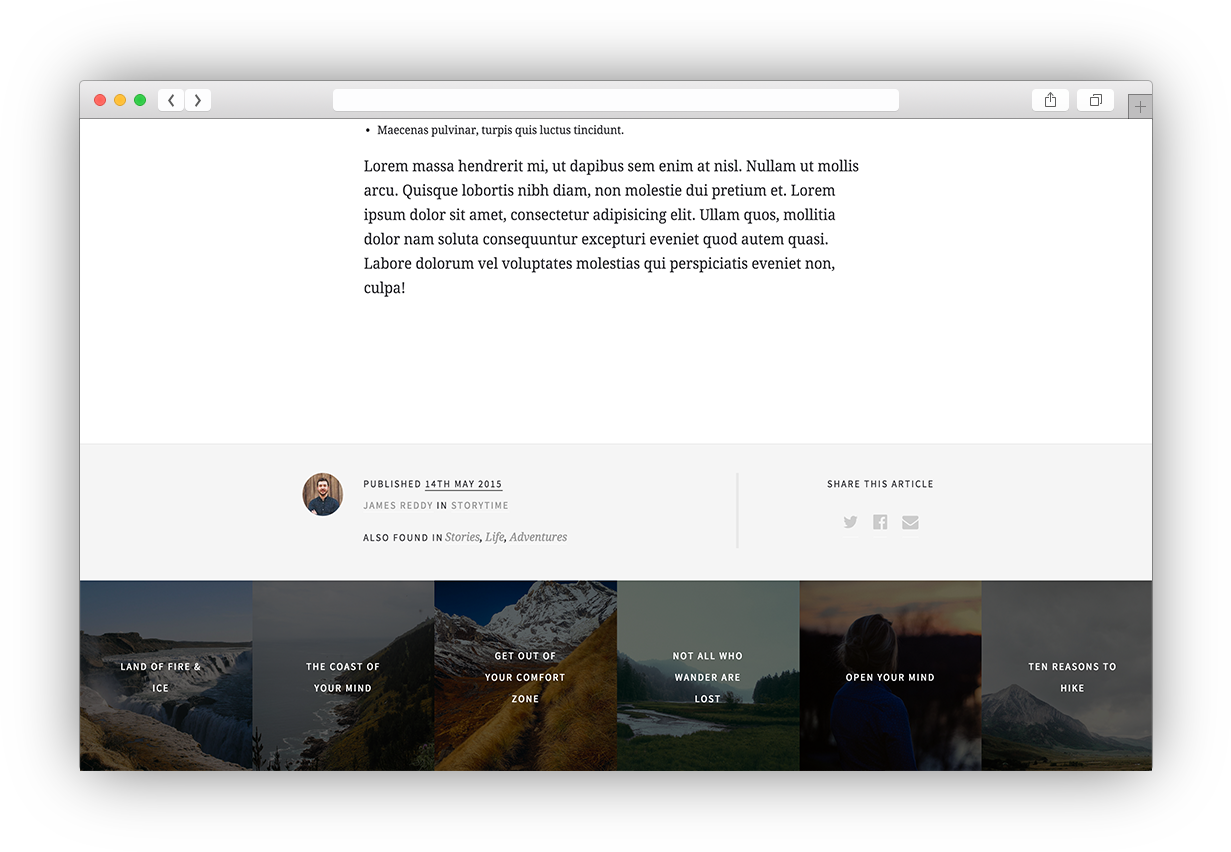 • Maecenas pulvinar, turpis quis luctus tincidunt.
Lorem massa hendrerit mi, ut dapibus sem enim at nisl. Nullam ut mollis
arcu. Quisque lobortis nibh diam, non molestie dui pretium et. Lorem
ipsum dolor sit amet, consectetur adipisicing elit. Ullam quos, mollitia
dolor nam soluta consequuntur excepturi eveniet quod autem quasi.
Labore dolorum vel voluptates molestias qui perspiciatis eveniet non,
culpa!
PUBLISHED 14TH MAY 2015
JAMES REDDY IN STORYTIME
ALSO FOUND IN Stories, Life, Adventures
SHARE THIS ARTICLE
LAND OF FIRE &
ICE
THE COAST OF
YOUR MIND
GET OUT OF
YOUR COMFORT
ZONE
NOT ALL WHO
WANDER ARE
LOST
OPEN YOUR MIND
TEN REASONS TO
HIKE